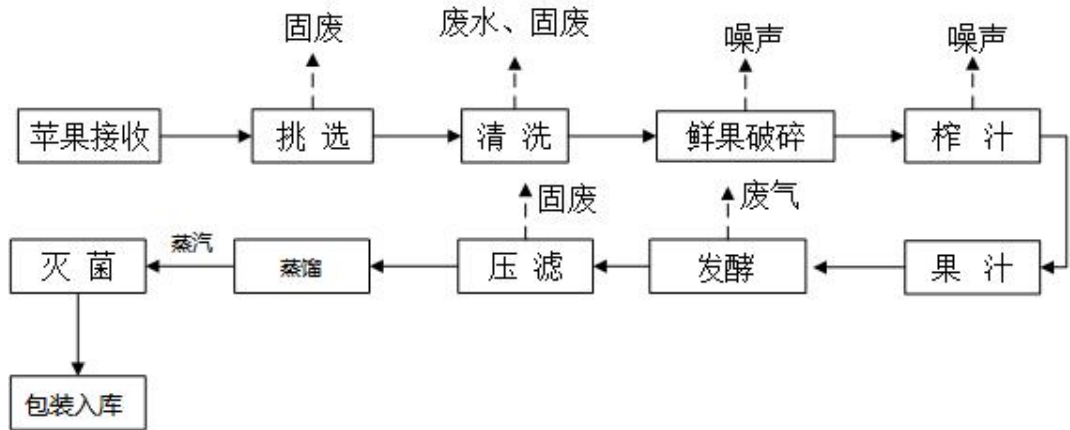 固废
废水、固废
噪声
噪声
苹果接收
挑 选
清 洗
鲜果破碎
榨 汁
固废
废气
灭 菌
蒸汽
蒸馏
压 滤
发酵
果 汁
包装入库